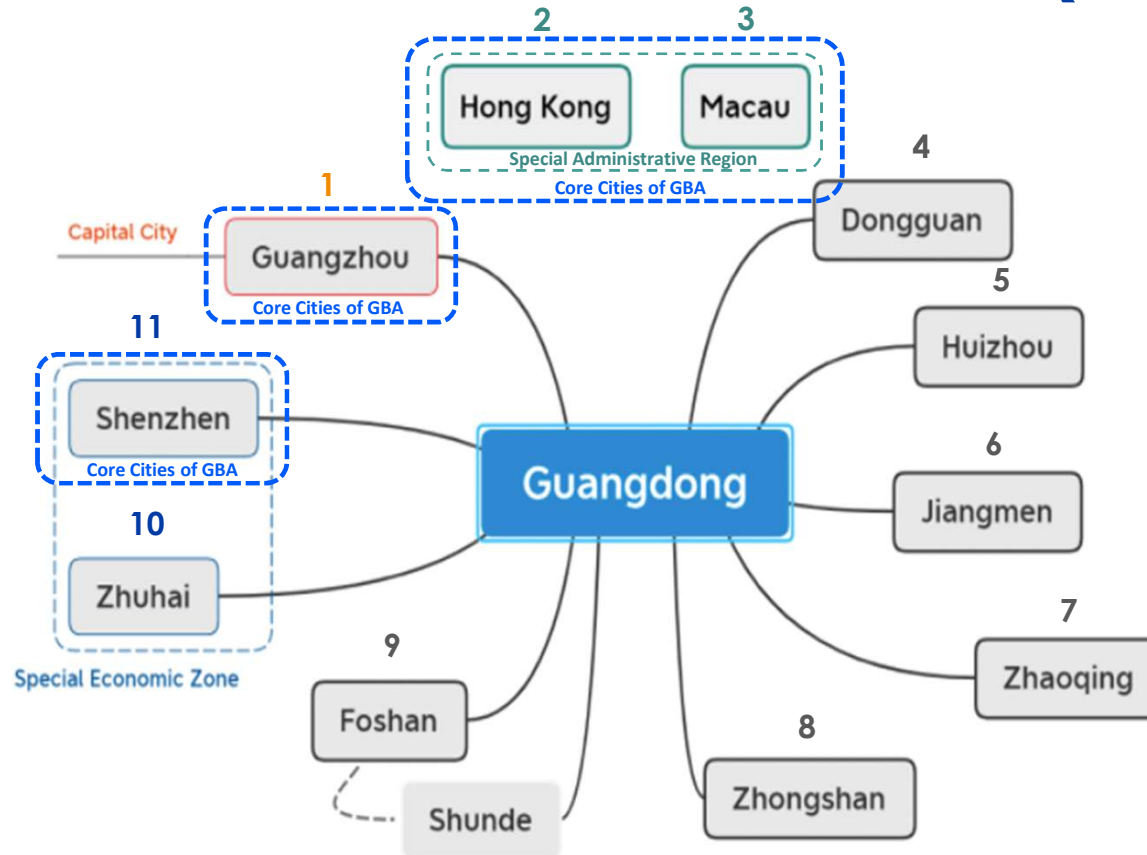 2
3
Hong Kong
Macau
Special Administrative Region
Core Cities of GBA
1
Capital City
Guangzhou
Core Cities of GBA
4
Dongguan
5
Huizhou
11
Shenzhen
Core Cities of GBA
Guangdong
6
Jiangmen
10
Zhuhai
Special Economic Zone
7
Zhaoqing
9
Foshan
Shunde
8
Zhongshan